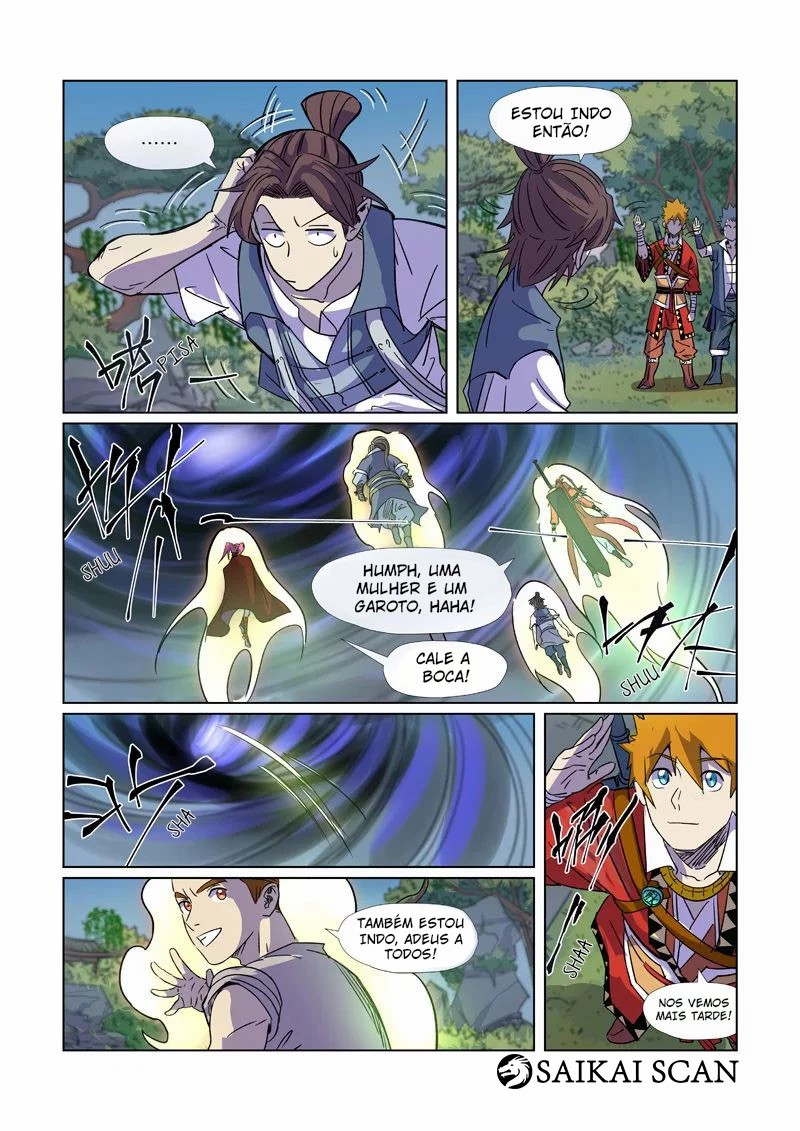 ......
ESTOU INDO
ENTÃO!
PISA
SHUU
HUMPH, UMA
MULHER E UM
GAROTO, HAHA!
CALE A
BOCA!
SHUU
SHA
SHAA
NOS VEMOS
MAIS TARDE!
TAMBÉM ESTOU
INDO, ADEUS A
TODOS!
SAIKAI SCAN